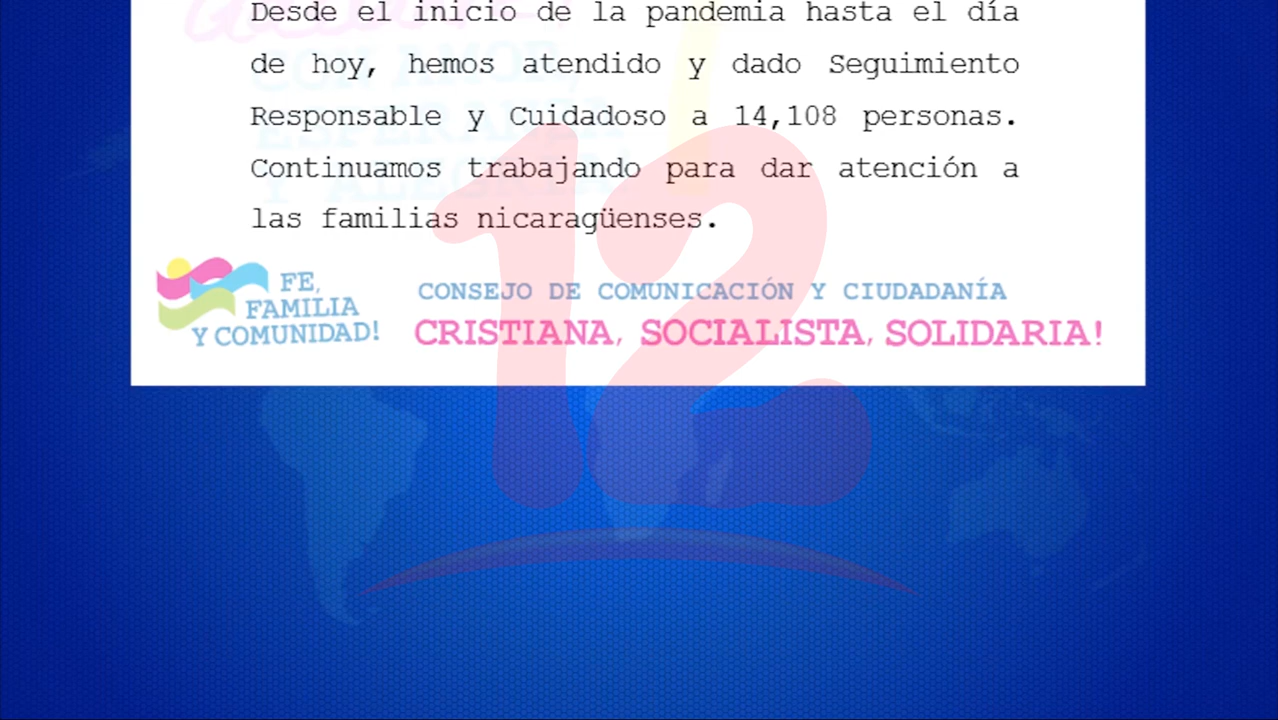 Desde el inicio de la pandemia hasta el día
de hoy, hemos atendido y dado Seguimiento
Responsable y Cuidadoso a 14,108 personas.
Continuamos trabajando para dar atención a
las familias nicaragüenses.
FE,
FAMILIA
Y COMUNIDAD!
CONSEJO DE COMUNICACIÓN Y CIUDADANÍA
CRISTIANA, SOCIALISTA, SOLIDARIA!
12